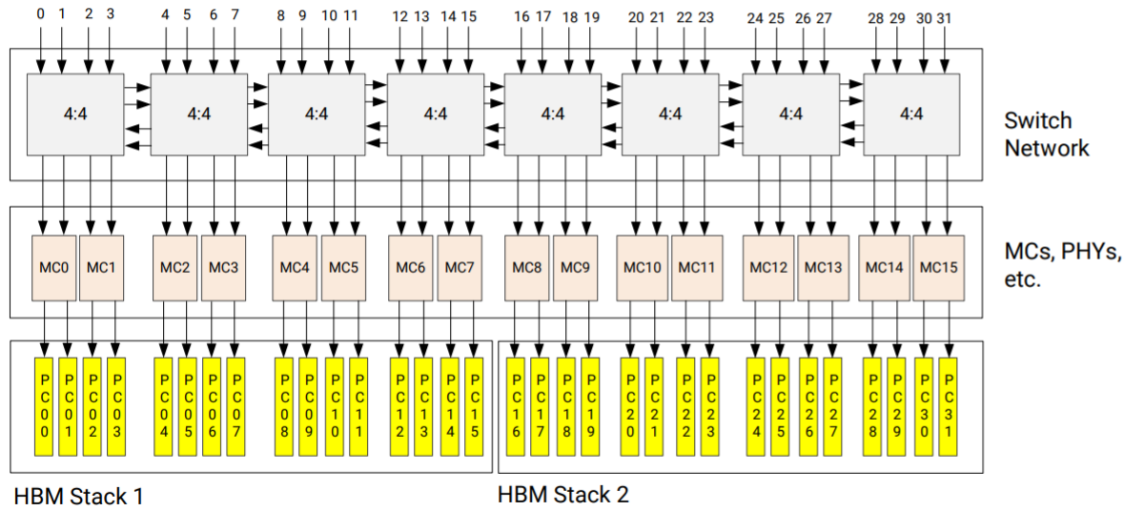 0 1 2 3 4 5 6 7 8 9 10 11 12 13 14 15 16 17 18 19 20 21 22 23 24 25 26 27 28 29 30 31
4:4 4:4 4:4 4:4 4:4 4:4 4:4 4:4
Switch
Network
MC0 MC1 MC2 MC3 MC4 MC5 MC6 MC7 MC8 MC9 MC10 MC11 MC12 MC13 MC14 MC15
MCs, PHYs,
etc.
PC00 PC01 PC02 PC03 PC04 PC05 PC06 PC07 PC08 PC09 PC10 PC11 PC12 PC13 PC14 PC15 PC16 PC17 PC18 PC19 PC20 PC21 PC22 PC23 PC24 PC25 PC26 PC27 PC28 PC29 PC30 PC31
HBM Stack 1 HBM Stack 2